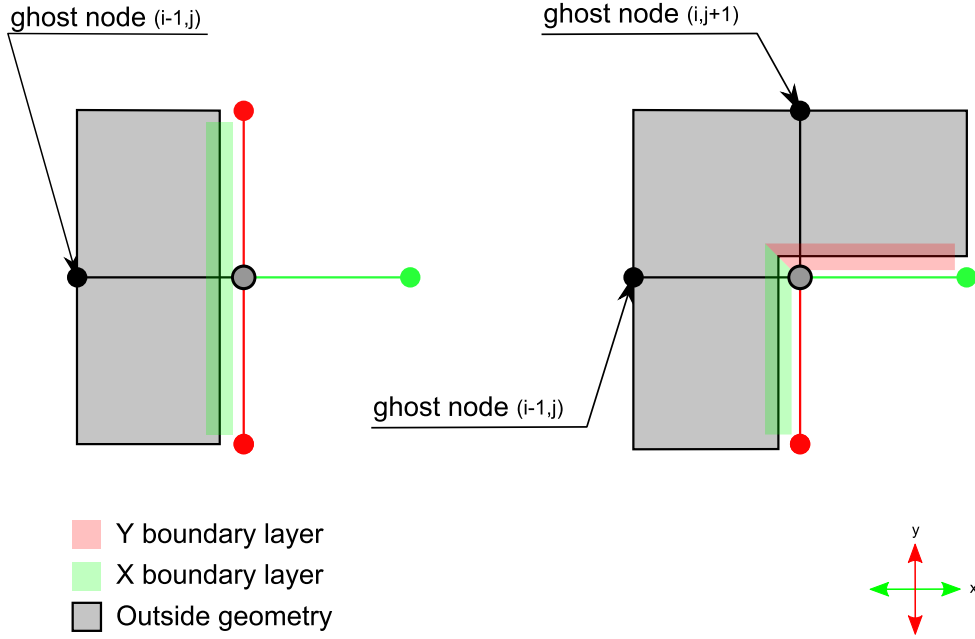 ghost node (i-1,j)
ghost node (i,j+1)
ghost node (i-1,j)
Y boundary layer
X boundary layer
Outside geometry
y
x